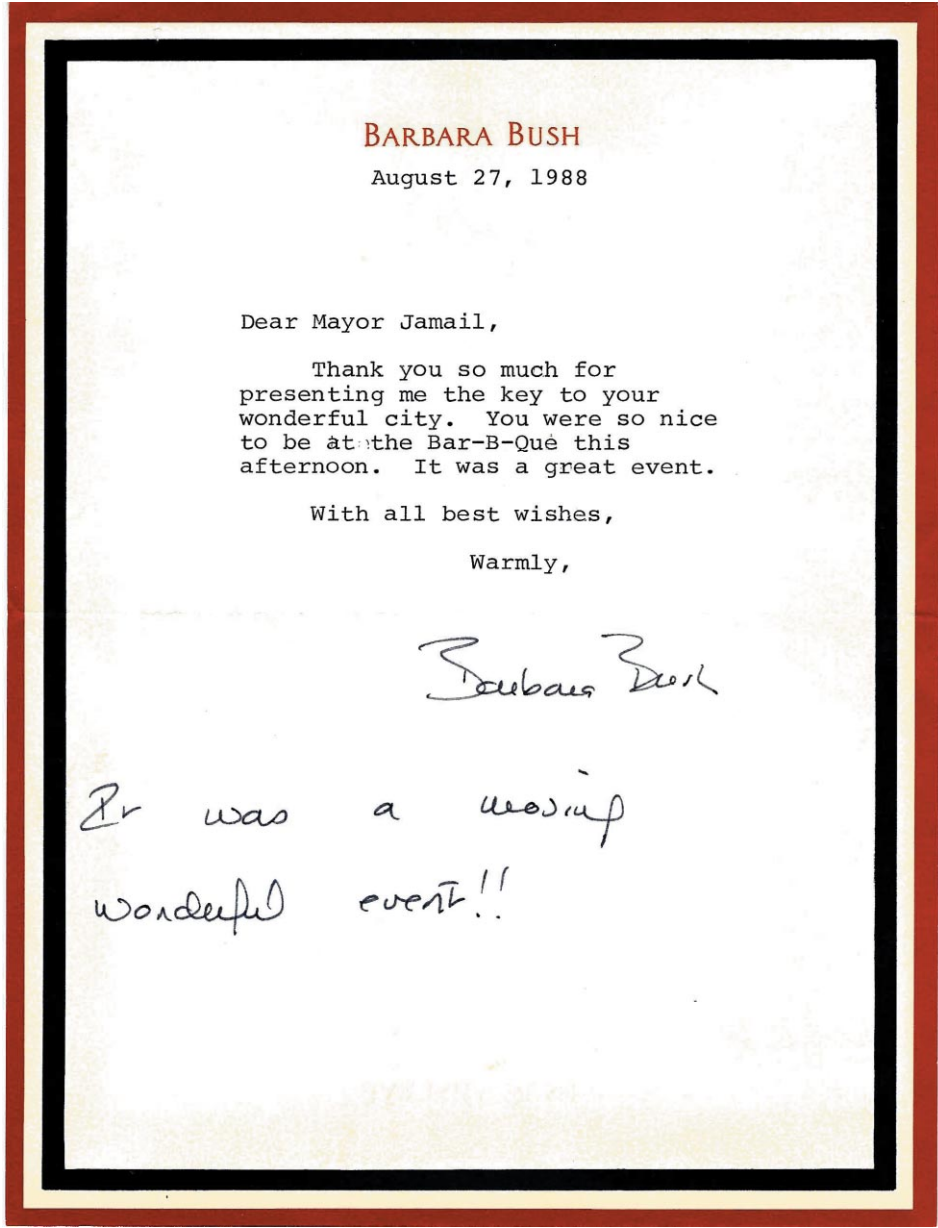 BARBARA BUSH
August 27, 1988
Dear Mayor Jamail,
Thank you so much for
presenting me the key to your
wonderful city. You were so nice
to be at the Bar-B-Que this
afternoon. It was a great event.
With all best wishes,
Warmly,
Barbara Bush
It was a moving
wonderful event!!